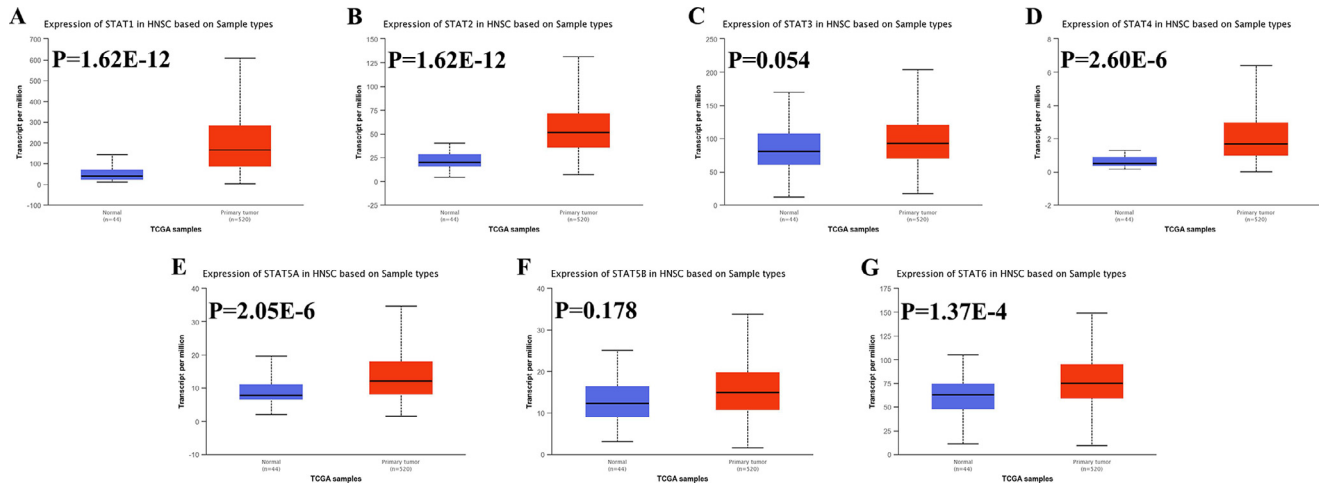 A
Expression of STAT1 in HNSC based on Sample types
P=1.62E-12
Transcript per million
700
600
500
400
300
200
100
0
-100
Normal
(n=44)
Primary tumor
(n=520)
TCGA samples
B
Expression of STAT2 in HNSC based on Sample types
P=1.62E-12
Transcript per million
150
125
100
75
50
25
0
-25
Normal
(n=44)
Primary tumor
(n=520)
TCGA samples
C
Expression of STAT3 in HNSC based on Sample types
P=0.054
Transcript per million
250
200
150
100
50
0
Normal
(n=44)
Primary tumor
(n=520)
TCGA samples
D
Expression of STAT4 in HNSC based on Sample types
P=2.60E-6
Transcript per million
8
6
4
2
0
-2
Normal
(n=44)
Primary tumor
(n=520)
TCGA samples
E
Expression of STAT5A in HNSC based on Sample types
P=2.05E-6
Transcript per million
40
30
20
10
0
-10
Normal
(n=44)
Primary tumor
(n=520)
TCGA samples
F
Expression of STAT5B in HNSC based on Sample types
P=0.178
Transcript per million
40
30
20
10
0
Normal
(n=44)
Primary tumor
(n=520)
TCGA samples
G
Expression of STAT6 in HNSC based on Sample types
P=1.37E-4
Transcript per million
175
150
125
100
75
50
25
0
Normal
(n=44)
Primary tumor
(n=520)
TCGA samples